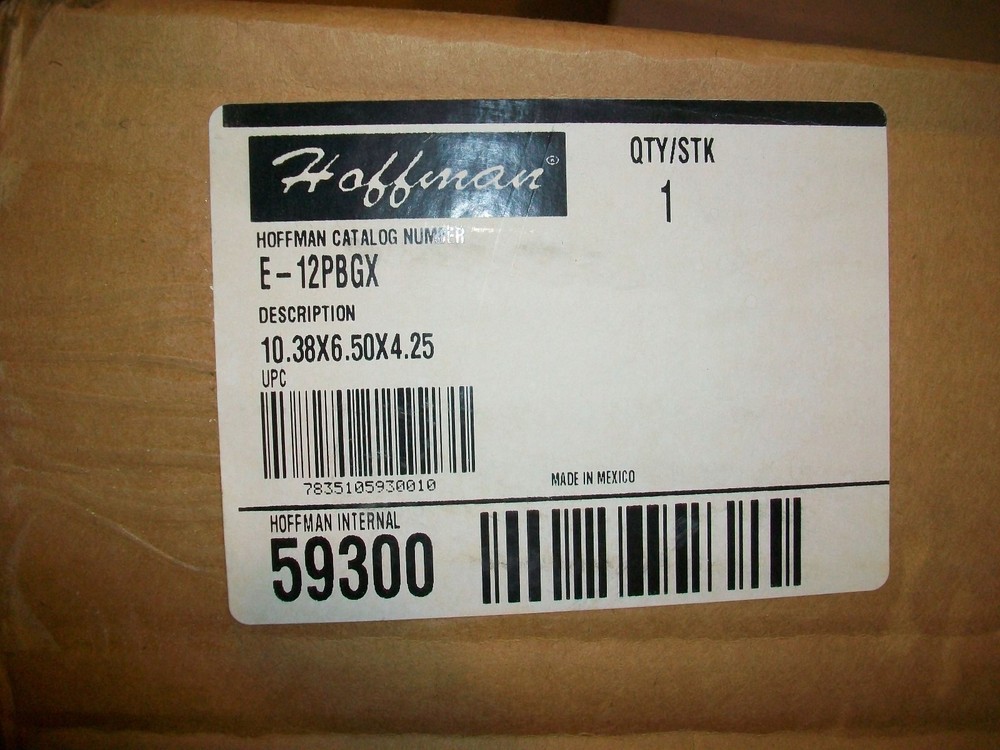 Hoffman®
QTY/STK
1
HOFFMAN CATALOG NUMBER
E-12PBGX
DESCRIPTION
10.38X6.50X4.25
UPC
7835105930010
MADE IN MEXICO
HOFFMAN INTERNAL
59300